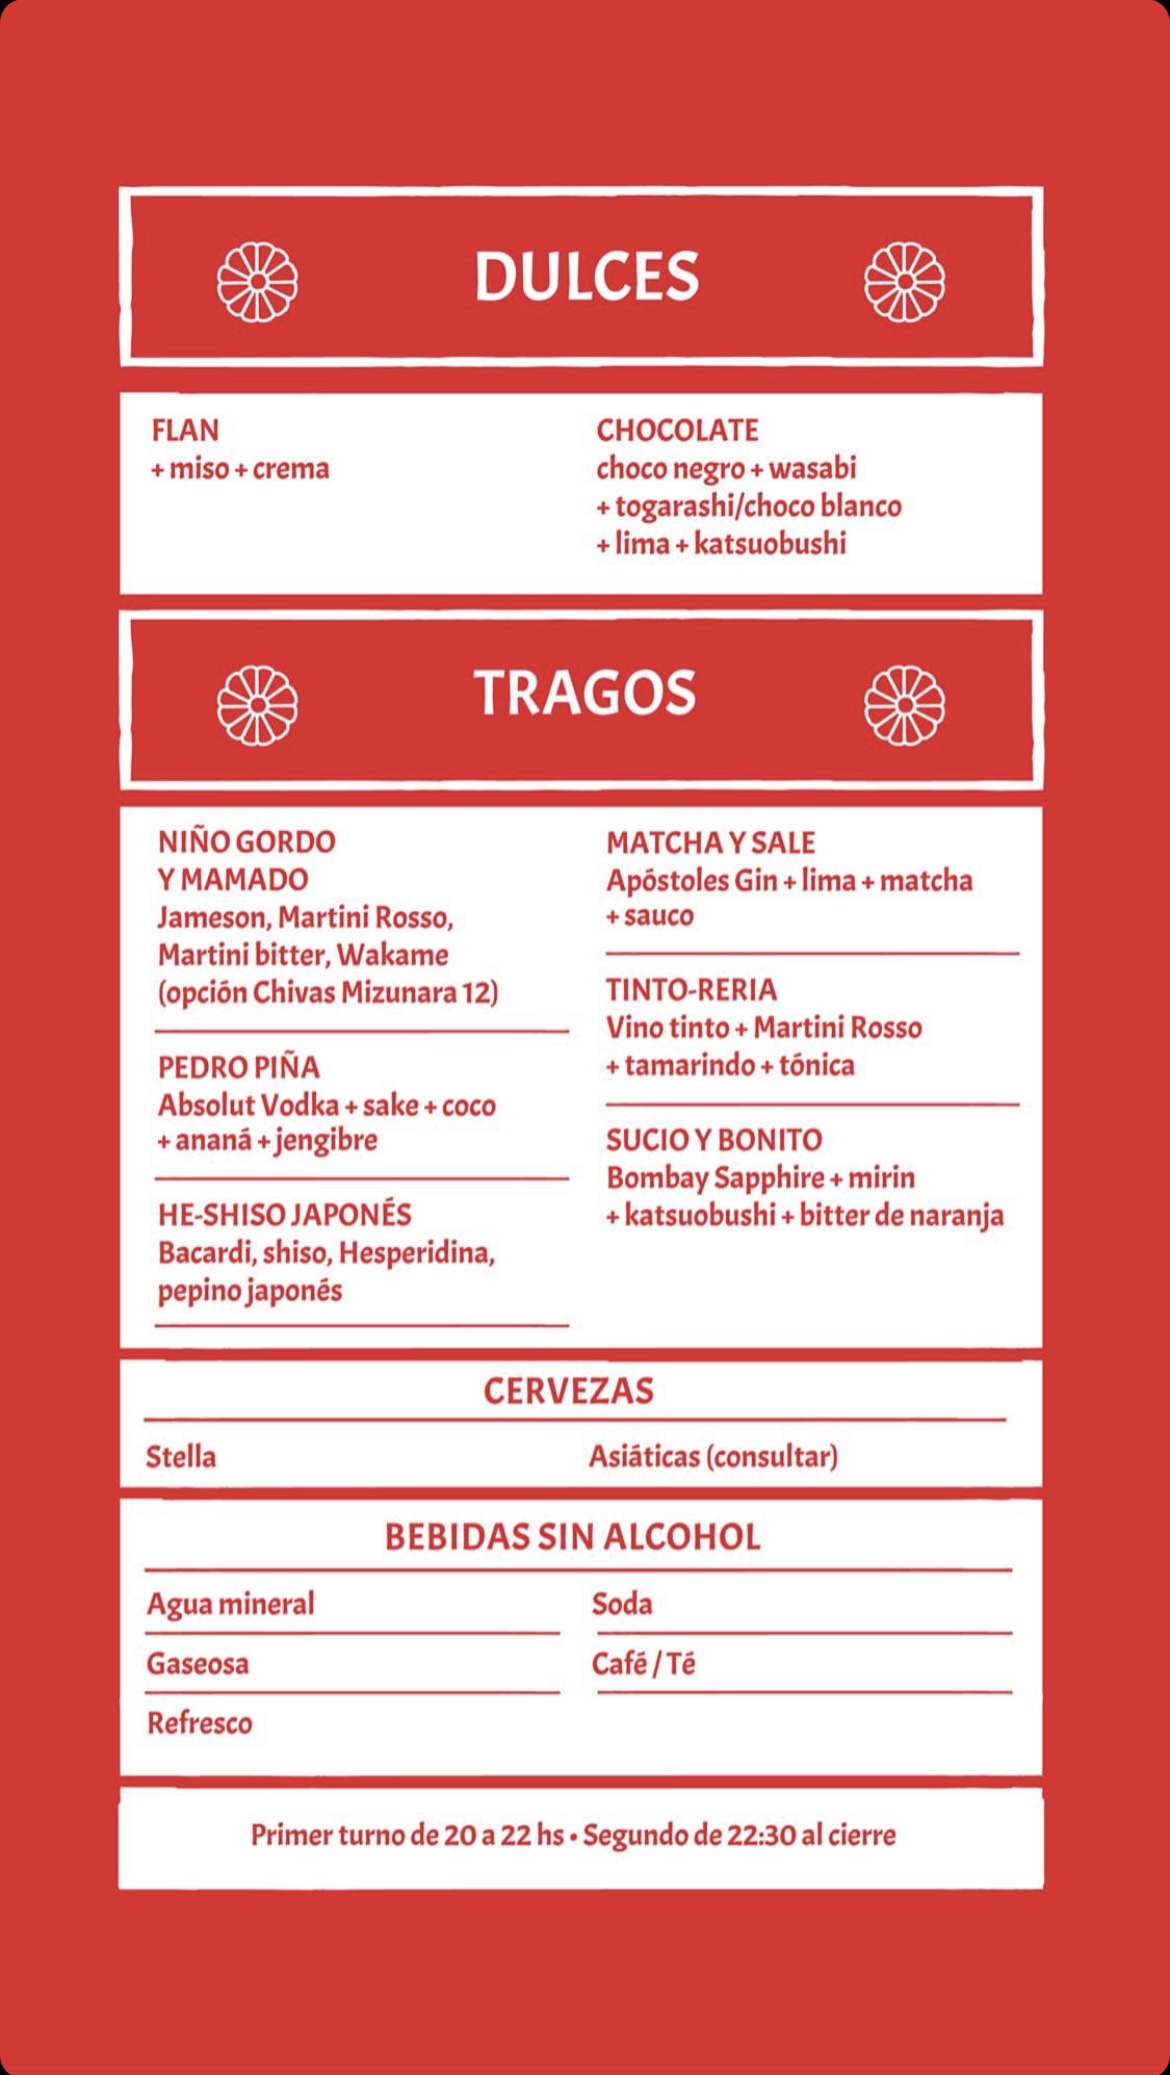 DULCES
FLAN
+ miso + crema
CHOCOLATE
choco negro + wasabi
+ togarashi/choco blanco
+ lima + katsuobushi
TRAGOS
NIÑO GORDO
Y MAMADO
Jameson, Martini Rosso,
Martini bitter, Wakame
(opción Chivas Mizunara 12)
PEDRO PIÑA
Absolut Vodka + sake + coco
+ ananá + jengibre
HE-SHISO JAPONÉS
Bacardi, shiso, Hesperidina,
pepino japonés
MATCHA Y SALE
Apóstoles Gin + lima + matcha
+ sauco
TINTO-RERIA
Vino tinto + Martini Rosso
+ tamarindo + tónica
SUCIO Y BONITO
Bombay Sapphire + mirin
+ katsuobushi + bitter de naranja
CERVEZAS
Stella
Asiáticas (consultar)
BEBIDAS SIN ALCOHOL
Agua mineral
Soda
Gaseosa
Café / Té
Refresco
Primer turno de 20 a 22 hs • Segundo de 22:30 al cierre